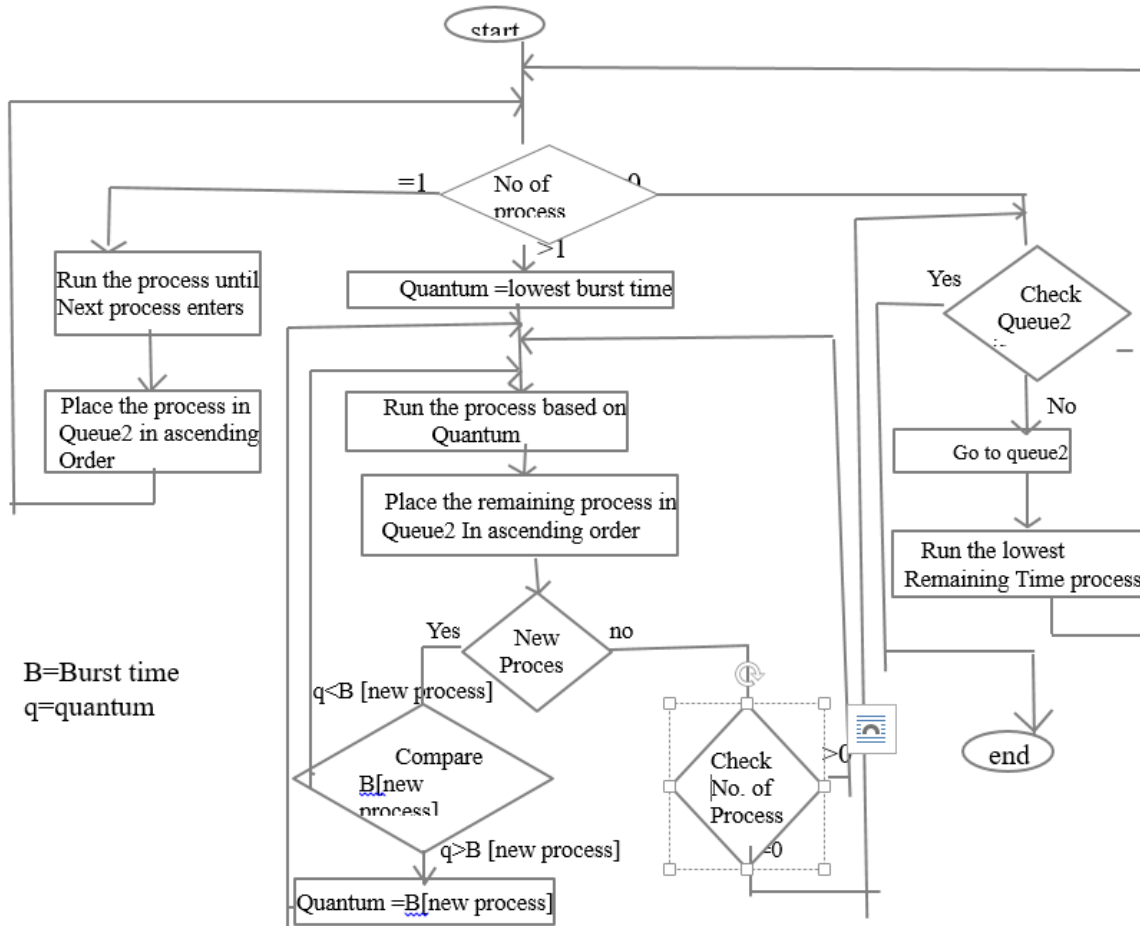 start
=1
No of
process
0
>1
Run the process until
Next process enters
Quantum =lowest burst time
Yes
Check
Queue2
Place the process in
Queue2 in ascending
Order
Run the process based on
Quantum
No
Go to queue2
Place the remaining process in
Queue2 In ascending order
Run the lowest
Remaining Time process
Yes
New
Proces
no
B=Burst time
q=quantum
q<B [new process]
Compare
B[new
process]
Check
No. of
Process
>0
end
q>B [new process]
=0
Quantum =B[new process]